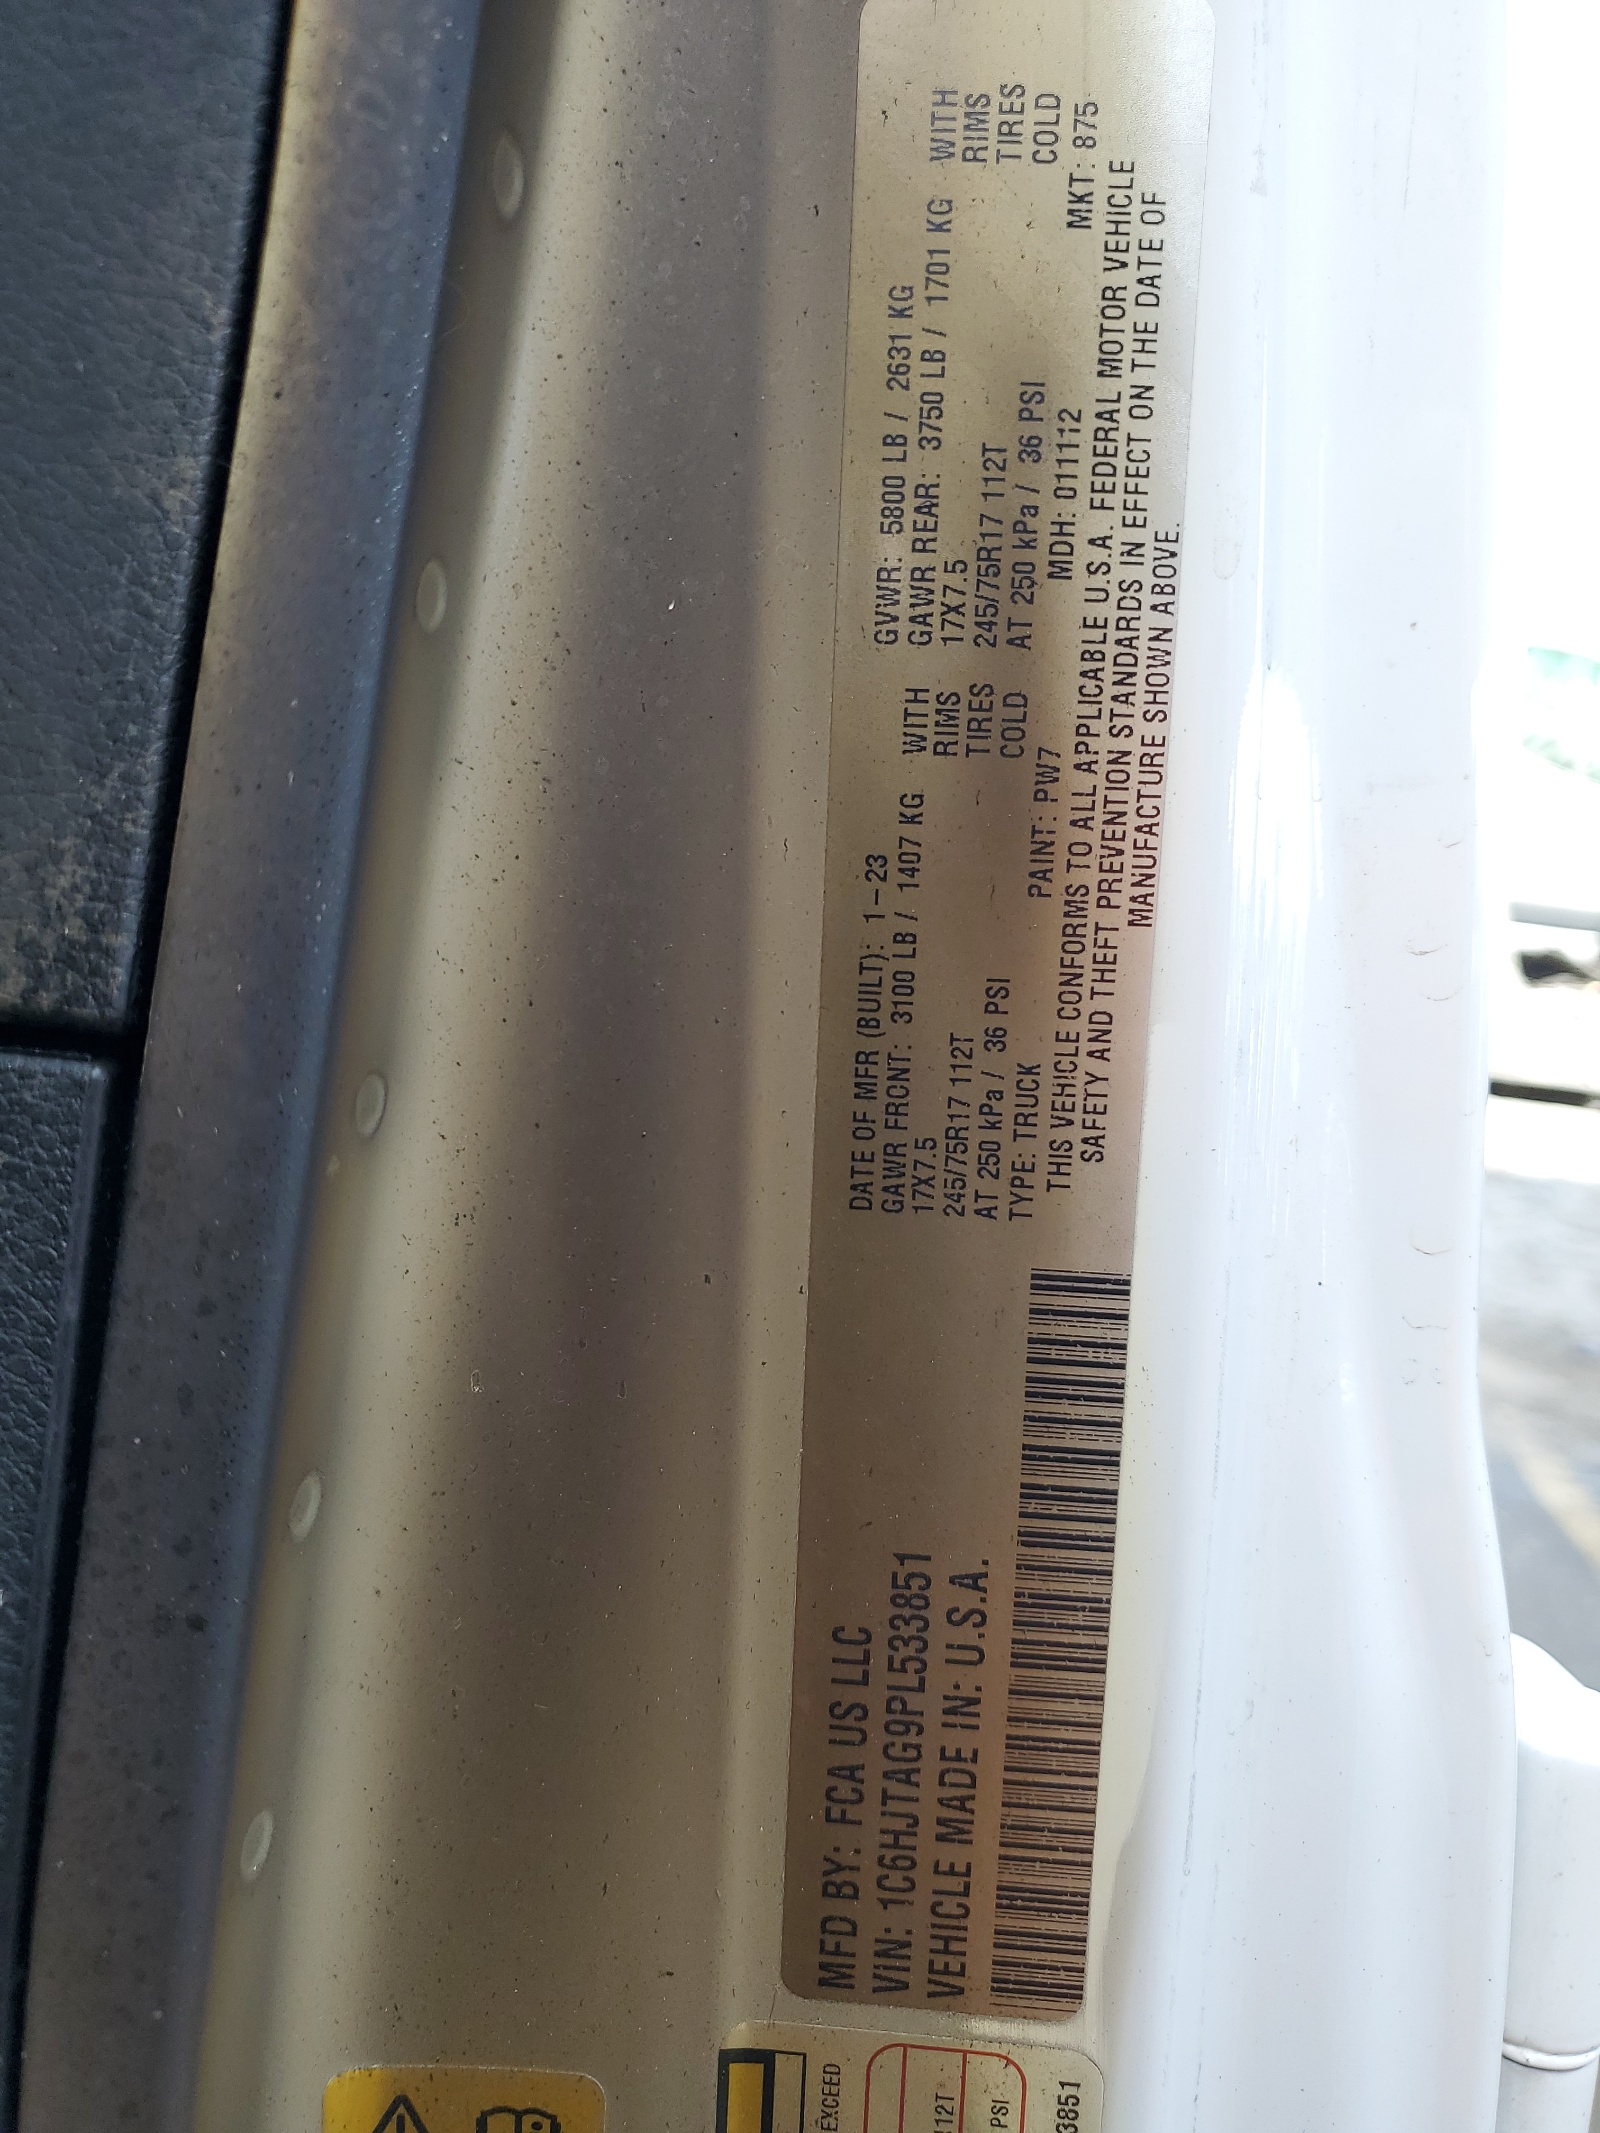 MFD BY: FCA US LLC
VIN: 1C6HJTAG9PL533851
VEHICLE MADE IN: U.S.A.
DATE OF MFR (BUILT): 1-23
GAWR FRONT: 3100 LB / 1407 KG WITH
17X7.5 RIMS
245/75R17 112T TIRES
AT 250 kPa / 36 PSI COLD
GVWR: 5800 LB / 2631 KG
GAWR REAR: 3750 LB / 1701 KG WITH
17X7.5 RIMS
245/75R17 112T TIRES
AT 250 kPa / 36 PSI COLD
TYPE: TRUCK PAINT: PW7 MDH: 011112 MKT: 875
THIS VEHICLE CONFORMS TO ALL APPLICABLE U.S.A. FEDERAL MOTOR VEHICLE
SAFETY AND THEFT PREVENTION STANDARDS IN EFFECT ON THE DATE OF
MANUFACTURE SHOWN ABOVE.
EXCEED
112T
PSI
3851